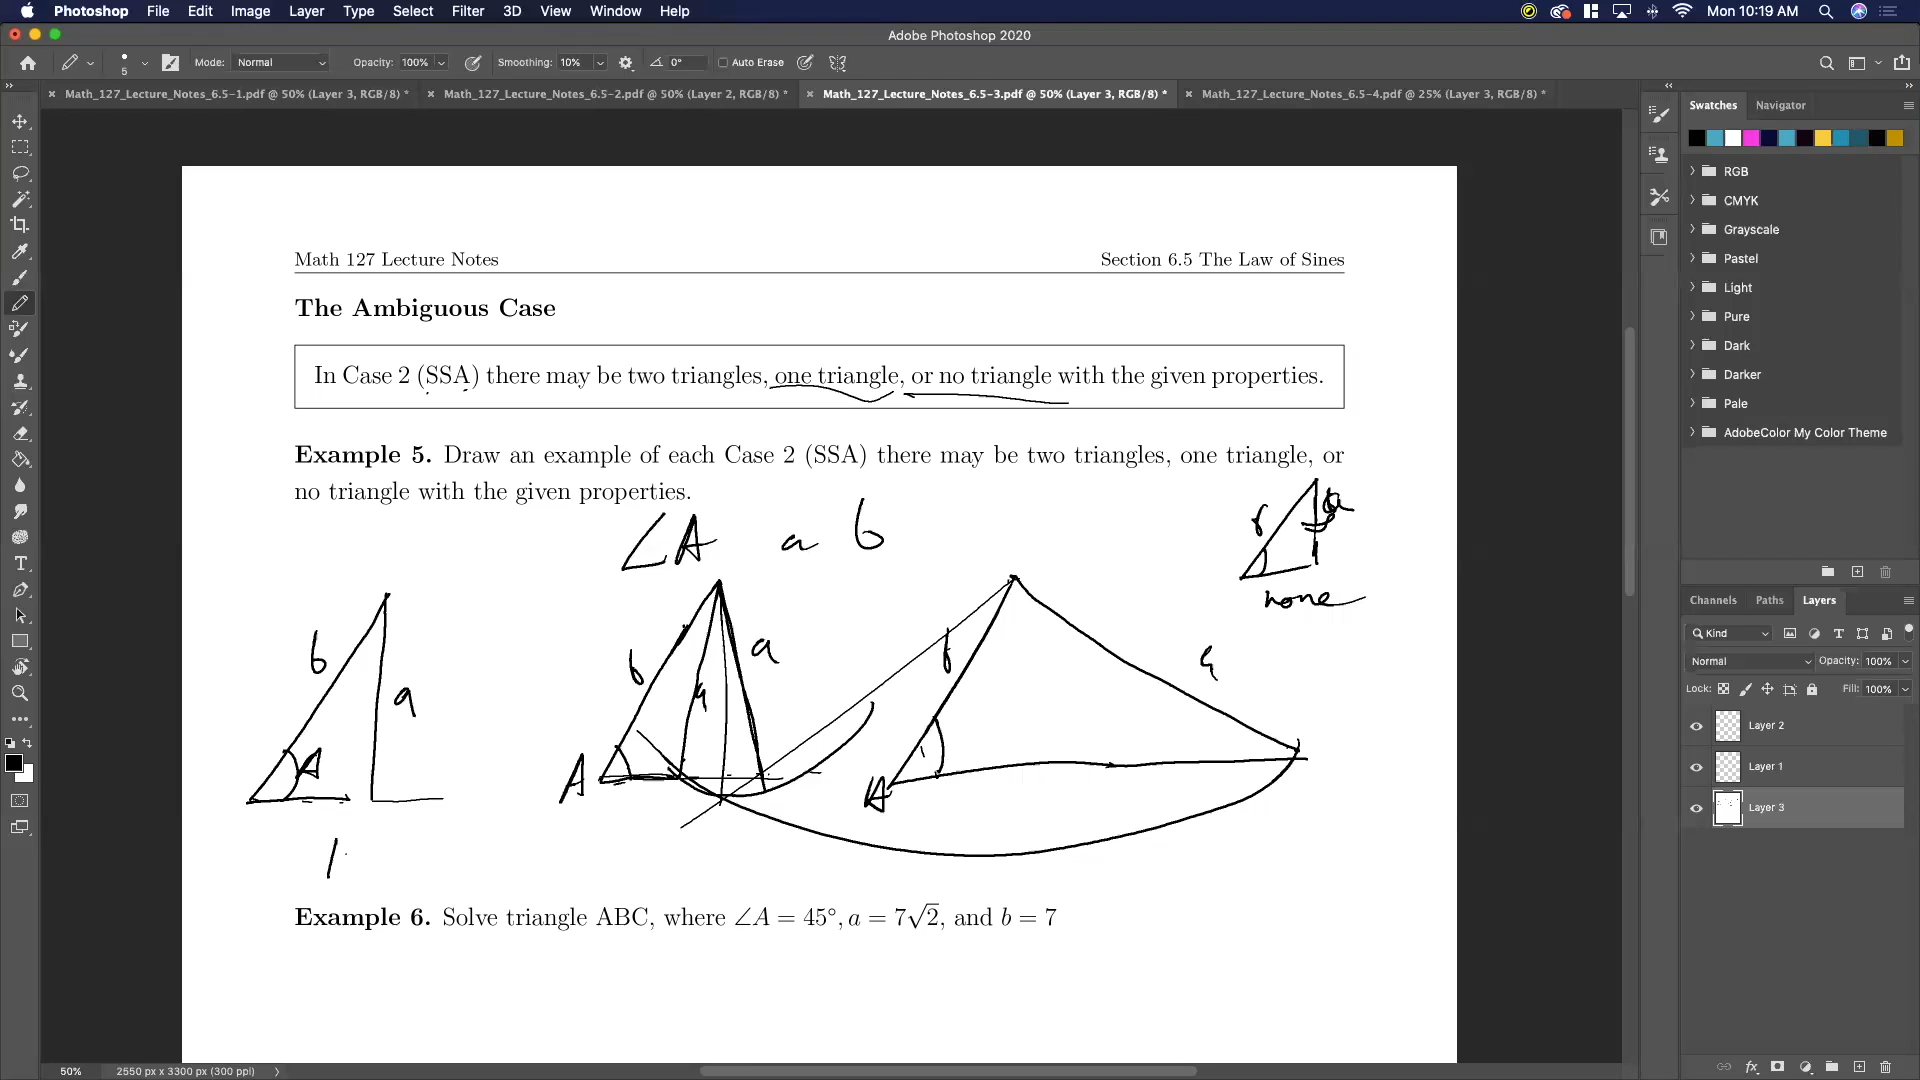 Photoshop File Edit Image Layer Type Select Filter 3D View Window Help Mon 10:19 AM
Adobe Photoshop 2020
5 Mode: Normal Opacity: 100% Smoothing: 10% 0° Auto Erase
Math_127_Lecture_Notes_6.5-1.pdf @ 50% (Layer 3, RGB/8) * Math_127_Lecture_Notes_6.5-2.pdf @ 50% (Layer 2, RGB/8) * Math_127_Lecture_Notes_6.5-3.pdf @ 50% (Layer 3, RGB/8) * Math_127_Lecture_Notes_6.5-4.pdf @ 25% (Layer 3, RGB/8) *
Math 127 Lecture Notes Section 6.5 The Law of Sines
The Ambiguous Case
In Case 2 (SSA) there may be two triangles, one triangle, or no triangle with the given properties.
Example 5. Draw an example of each Case 2 (SSA) there may be two triangles, one triangle, or
no triangle with the given properties.
∠A a b
b a
none
b a A
b a a A
b a A
1
Example 6. Solve triangle ABC, where ∠A = 45°, a = 7√2, and b = 7
Swatches Navigator
RGB
CMYK
Grayscale
Pastel
Light
Pure
Dark
Darker
Pale
AdobeColor My Color Theme
Channels Paths Layers
Kind
Normal Opacity: 100%
Lock: Fill: 100%
Layer 2
Layer 1
Layer 3
50% 2550 px x 3300 px (300 ppi)